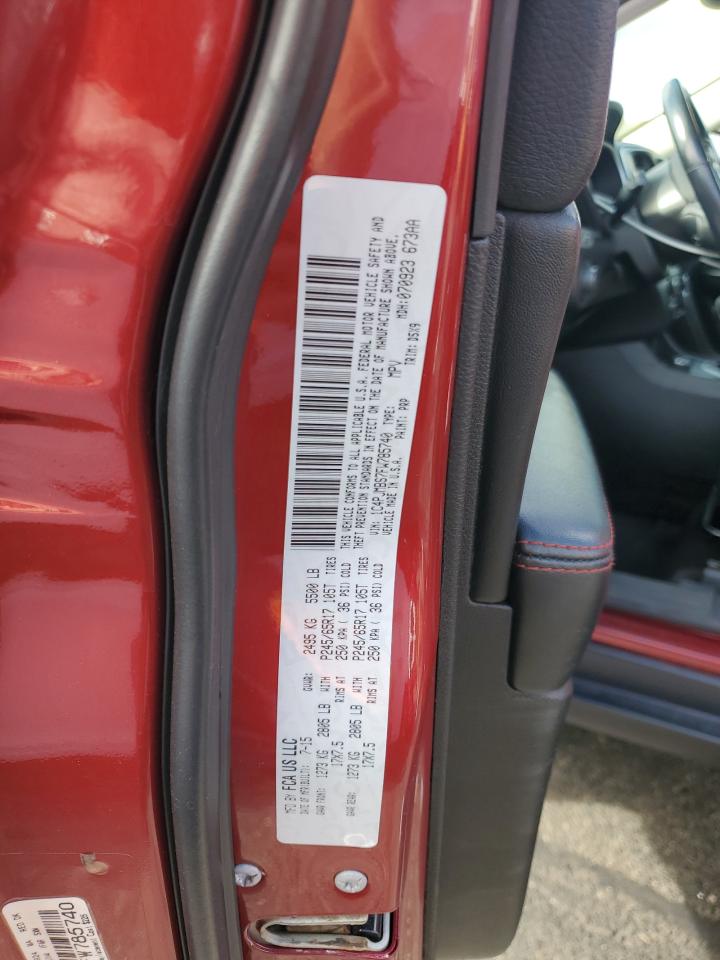 MFD BY FCA US LLC
DATE OF MFR(BUILT): 7-15 GVWR: 2495 KG 5500 LB
GAWR FRONT: 1273 KG 2805 LB WITH P245/65R17 105T TIRES
17X7.5 RIMS AT 250 KPA ( 36 PSI) COLD
GAWR REAR: 1273 KG 2805 LB WITH P245/65R17 105T TIRES
17X7.5 RIMS AT 250 KPA ( 36 PSI) COLD
THIS VEHICLE CONFORMS TO ALL APPLICABLE U.S.A. FEDERAL MOTOR VEHICLE SAFETY AND
THEFT PREVENTION STANDARDS IN EFFECT ON THE DATE OF MANUFACTURE SHOWN ABOVE.
VIN: 1C4PJMBS7FW785740 TYPE: MPV MDH:070923 673AA
VEHICLE MADE IN U.S.A. PAINT: PRP TRIM: D5X9
RED/DK
W785740